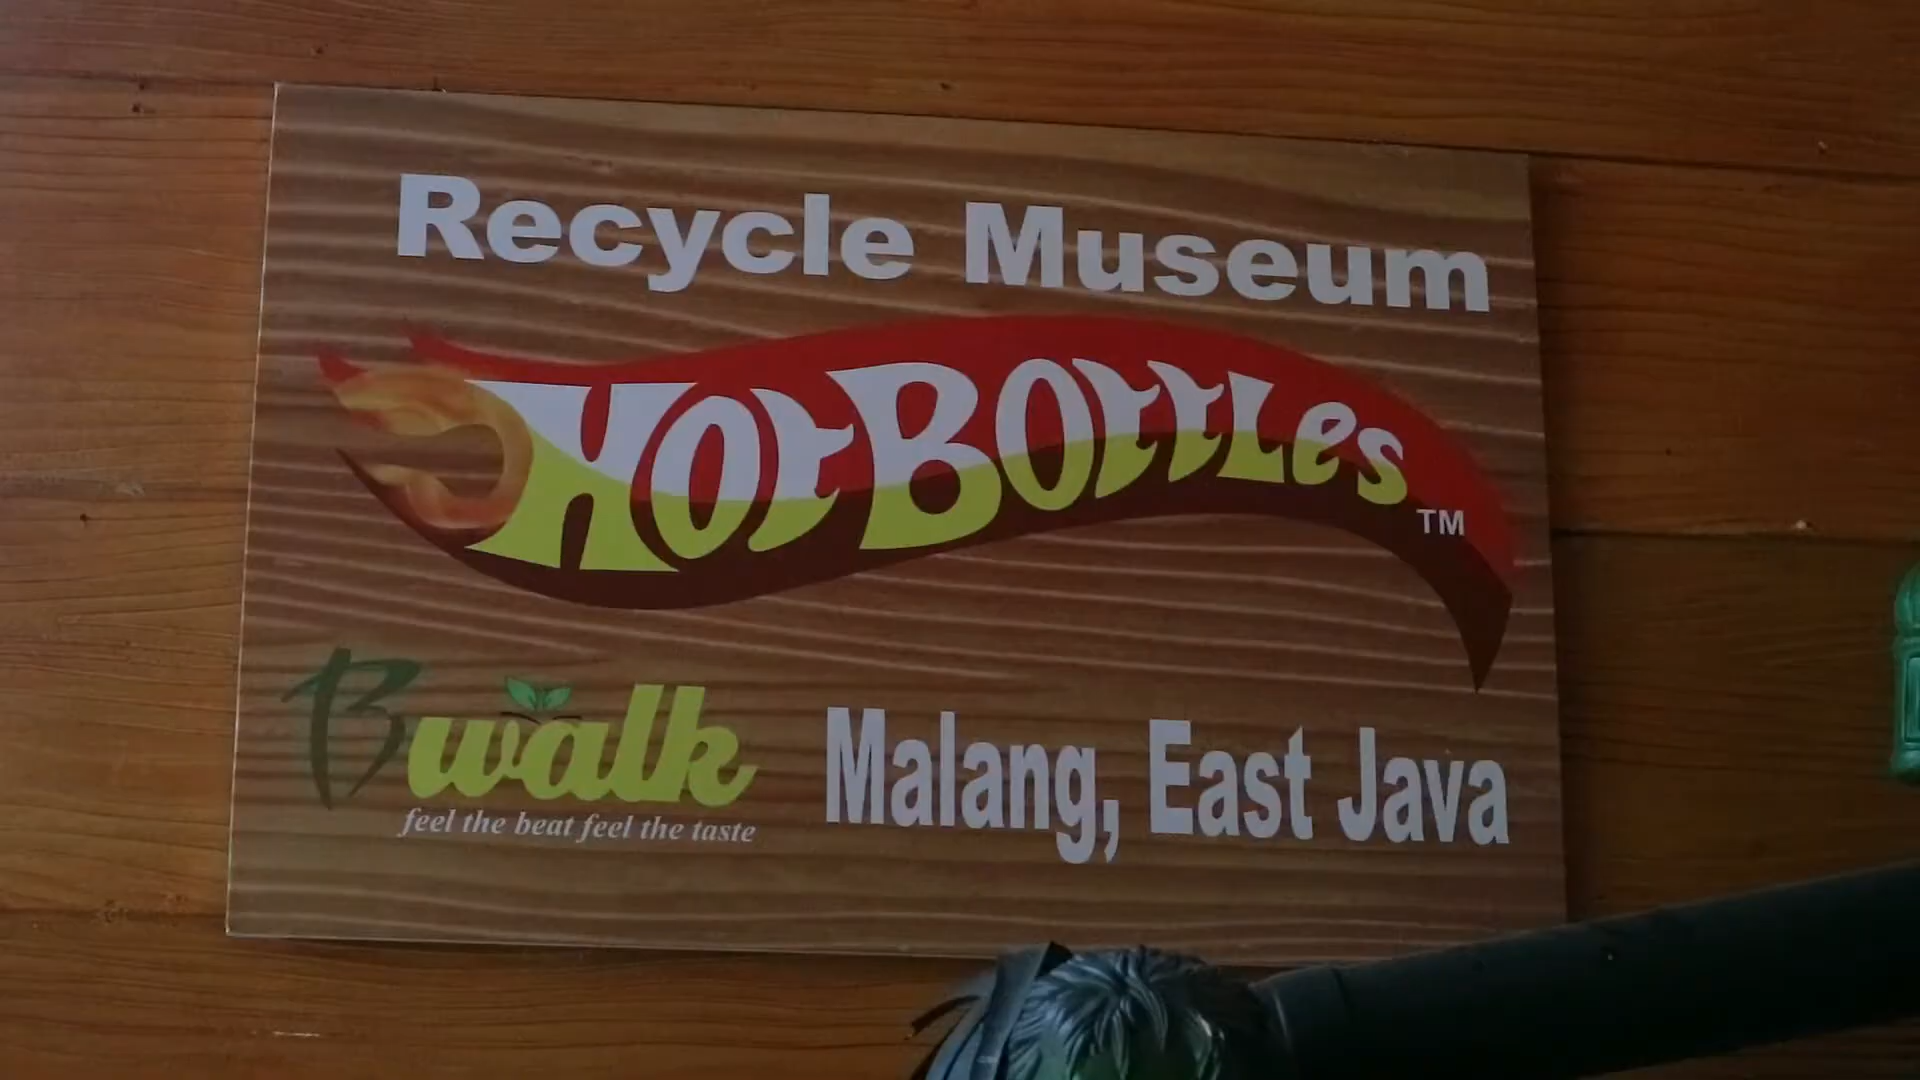 Recycle Museum
HotBottles
TM
Bwalk
feel the beat feel the taste
Malang, East Java